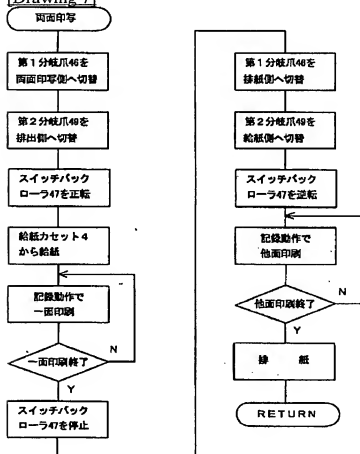 [Drawing 7]
両面印写
第1分岐爪46を
両面印写側へ切替
第2分岐爪49を
排出側へ切替
スイッチバック
ローラ47を正転
給紙カセット4
から給紙
記録動作で
一面印刷
一面印刷終了
N
Y
スイッチバック
ローラ47を停止
第1分岐爪46を
排紙側へ切替
第2分岐爪49を
給紙側へ切替
スイッチバック
ローラ47を逆転
記録動作で
他面印刷
他面印刷終了
N
Y
排 紙
RETURN